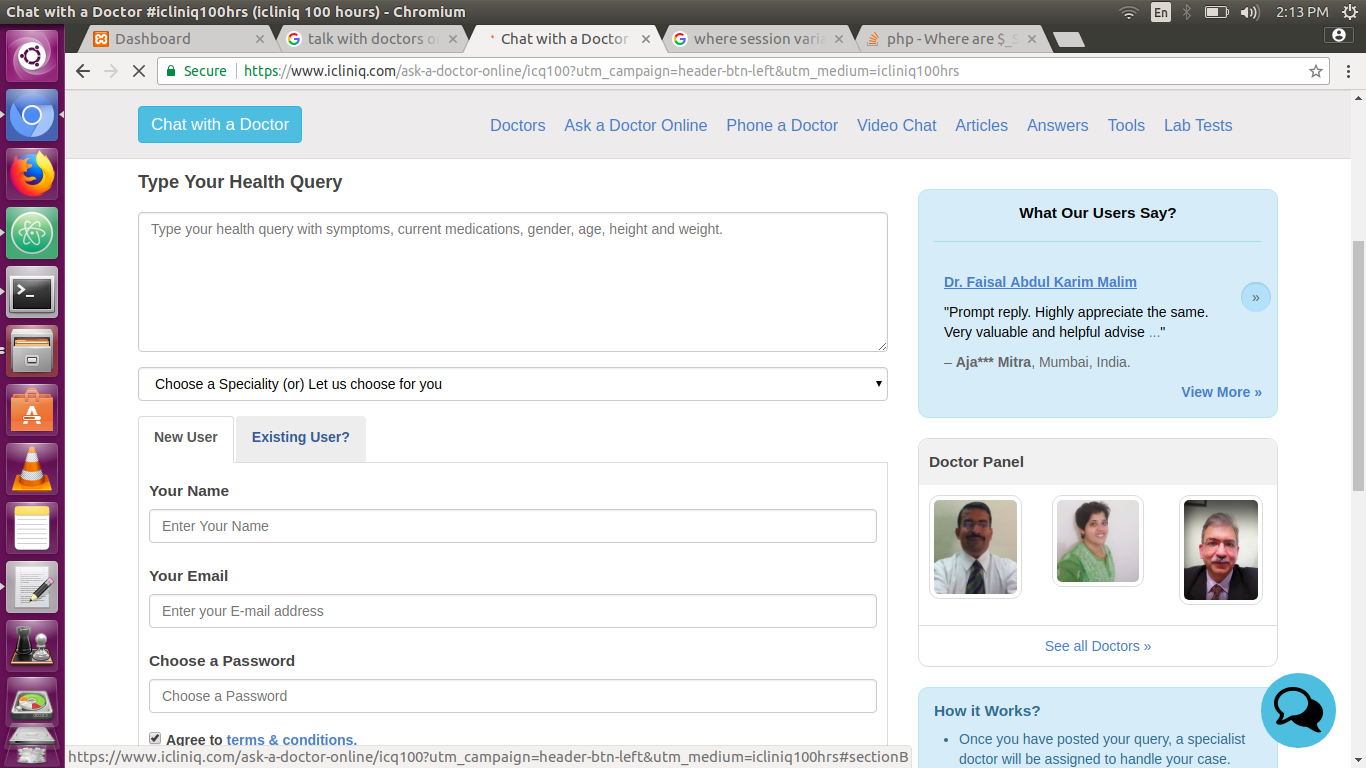 Chat with a Doctor #icliniq100hrs (icliniq 100 hours) - Chromium
En
2:13 PM
Dashboard
talk with doctors o
Chat with a Doctor
where session varia
php - Where are $_S
Secure
https://www.icliniq.com/ask-a-doctor-online/icq100?utm_campaign=header-btn-left&utm_medium=icliniq100hrs
Chat with a Doctor
Doctors
Ask a Doctor Online
Phone a Doctor
Video Chat
Articles
Answers
Tools
Lab Tests
Type Your Health Query
Type your health query with symptoms, current medications, gender, age, height and weight.
Choose a Speciality (or) Let us choose for you
New User
Existing User?
Your Name
Enter Your Name
Your Email
Enter your E-mail address
Choose a Password
Choose a Password
Agree to terms & conditions.
What Our Users Say?
Dr. Faisal Abdul Karim Malim
"Prompt reply. Highly appreciate the same.
Very valuable and helpful advise ..."
– Aja*** Mitra, Mumbai, India.
»
View More »
Doctor Panel
See all Doctors »
How it Works?
• Once you have posted your query, a specialist
doctor will be assigned to handle your case.
https://www.icliniq.com/ask-a-doctor-online/icq100?utm_campaign=header-btn-left&utm_medium=icliniq100hrs#sectionB